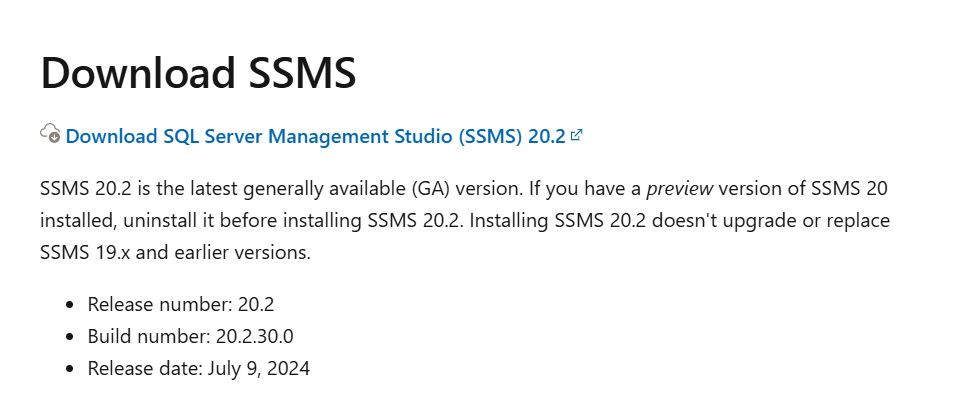 Download SSMS
Download SQL Server Management Studio (SSMS) 20.2
SSMS 20.2 is the latest generally available (GA) version. If you have a preview version of SSMS 20
installed, uninstall it before installing SSMS 20.2. Installing SSMS 20.2 doesn't upgrade or replace
SSMS 19.x and earlier versions.
• Release number: 20.2
• Build number: 20.2.30.0
• Release date: July 9, 2024